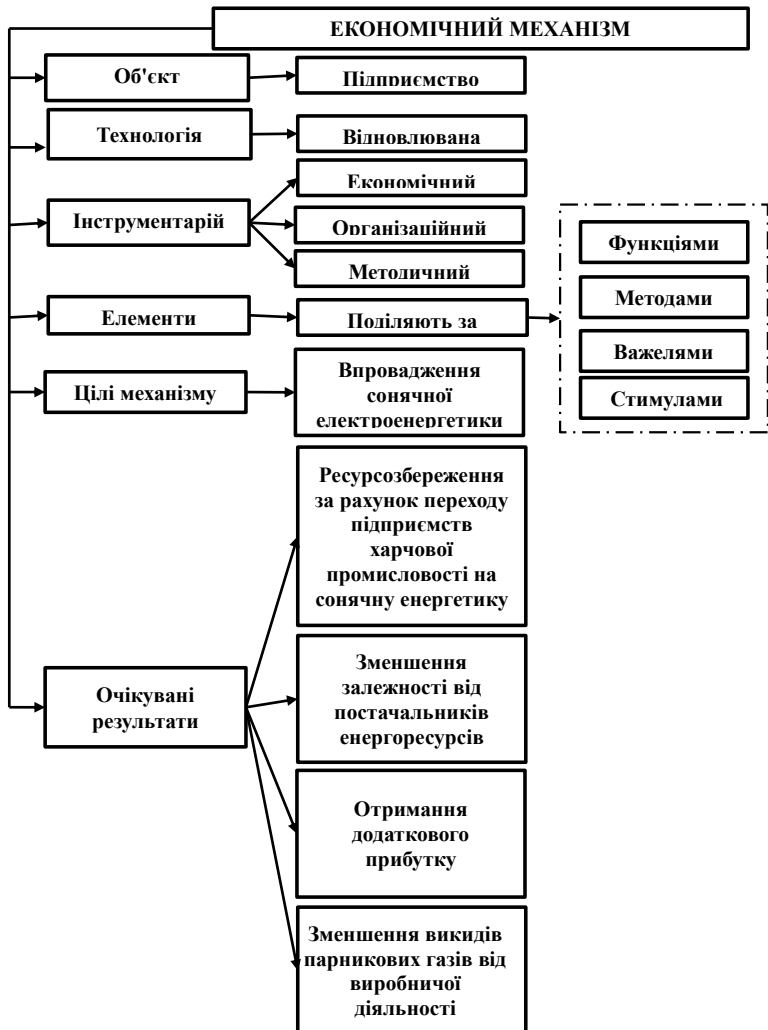 ЕКОНОМІЧНИЙ МЕХАНІЗМ
Об'єкт
Підприємство
Технологія
Відновлювана
Інструментарій
Економічний
Організаційний
Методичний
Елементи
Поділяють за
Функціями
Методами
Важелями
Стимулами
Цілі механізму
Впровадження
сонячної
електроенергетики
Очікувані
результати
Ресурсозбереження
за рахунок переходу
підприємств
харчової
промисловості на
сонячну енергетику
Зменшення
залежності від
постачальників
енергоресурсів
Отримання
додаткового
прибутку
Зменшення викидів
парникових газів від
виробничої
діяльності